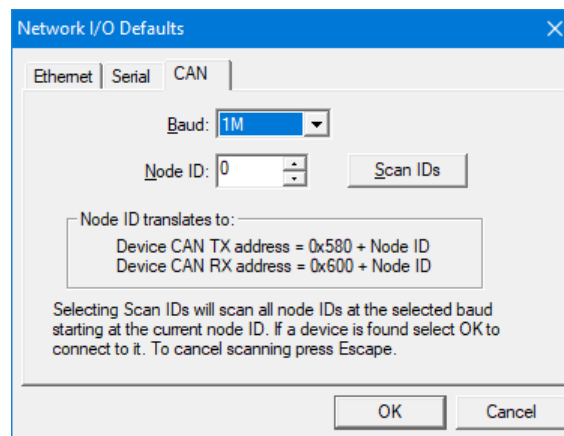 Network I/O Defaults
Ethernet Serial CAN
Baud: 1M
Node ID: 0 Scan IDs
Node ID translates to:
Device CAN TX address = 0x580 + Node ID
Device CAN RX address = 0x600 + Node ID
Selecting Scan IDs will scan all node IDs at the selected baud
starting at the current node ID. If a device is found select OK to
connect to it. To cancel scanning press Escape.
OK Cancel